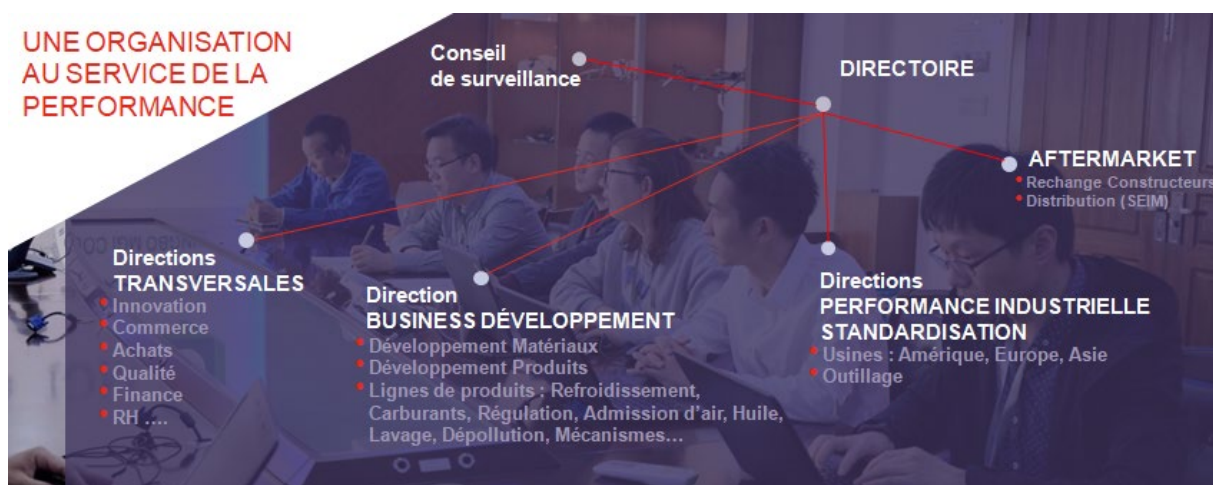 UNE ORGANISATION
AU SERVICE DE LA
PERFORMANCE
Conseil
de surveillance
DIRECTOIRE
AFTERMARKET
Rechange Constructeurs
Distribution (SEIM)
Directions
TRANSVERSALES
Innovation
Commerce
Achats
Qualité
Finance
RH ....
Direction
BUSINESS DÉVELOPPEMENT
Développement Matériaux
Développement Produits
Lignes de produits : Refroidissement,
Carburants, Régulation, Admission d’air, Huile,
Lavage, Dépollution, Mécanismes…
Directions
PERFORMANCE INDUSTRIELLE
STANDARDISATION
Usines : Amérique, Europe, Asie
Outillage